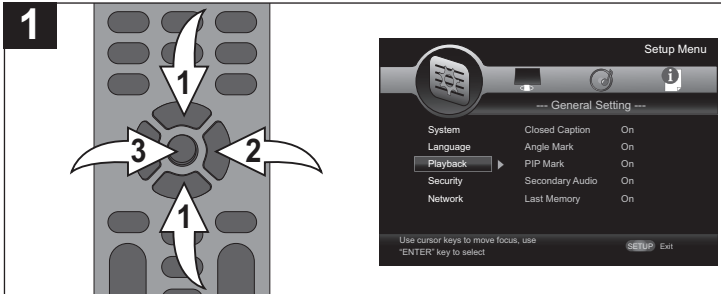 1
1
3
2
1
Setup Menu
--- General Setting ---
System Closed Caption On
Language Angle Mark On
Playback PIP Mark On
Security Secondary Audio On
Network Last Memory On
Use cursor keys to move focus, use
“ENTER” key to select
SETUP Exit